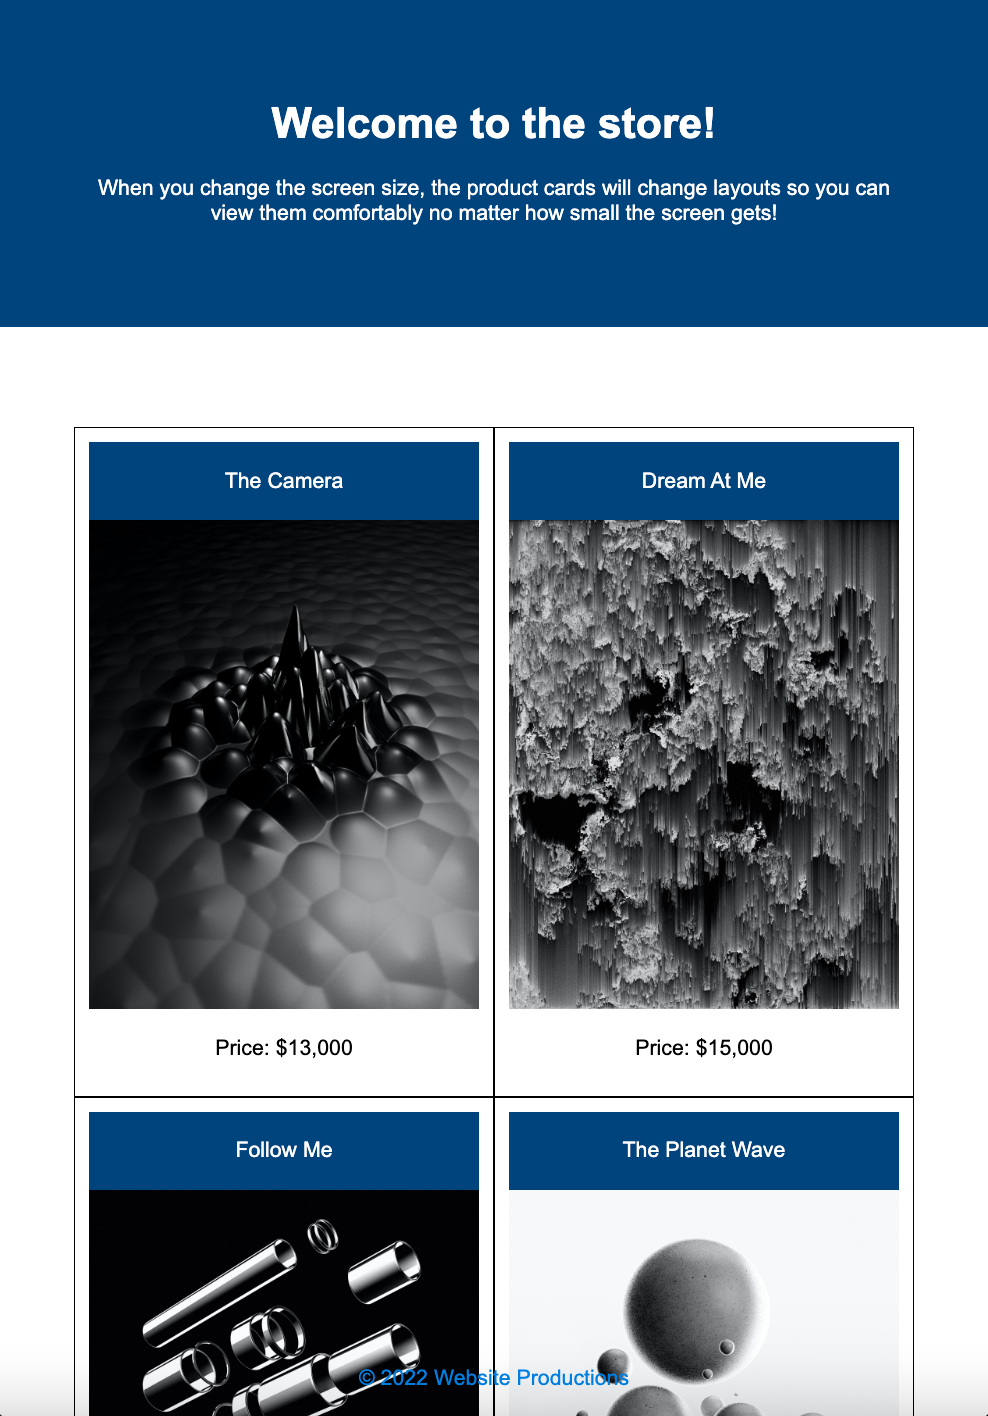 Welcome to the store!
When you change the screen size, the product cards will change layouts so you can
view them comfortably no matter how small the screen gets!
The Camera
Dream At Me
Price: $13,000
Price: $15,000
Follow Me
The Planet Wave
© 2022 Website Productions